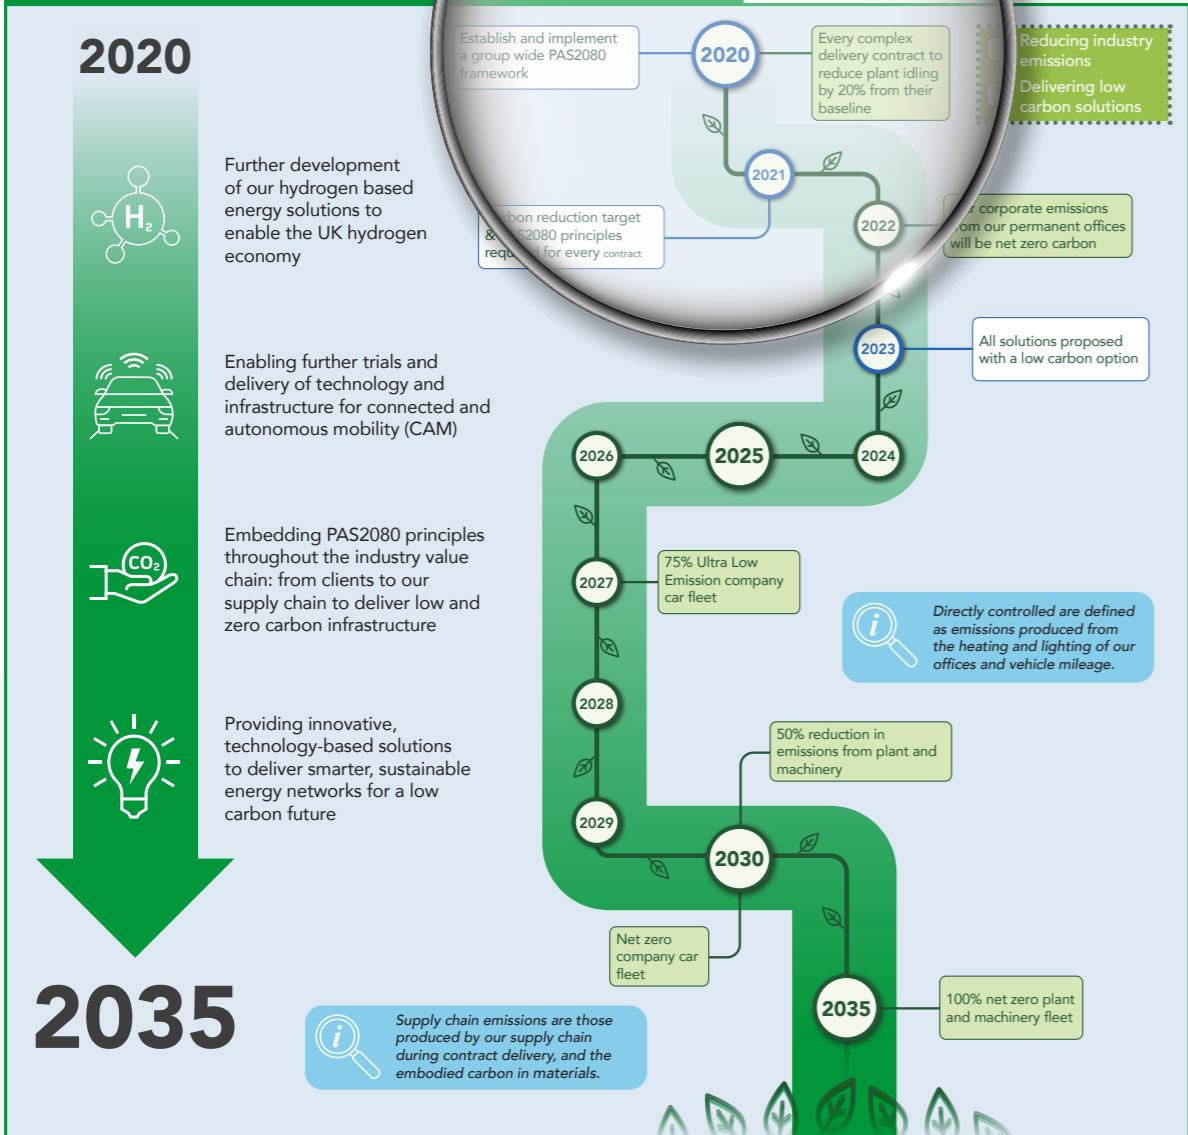 2020
H2
Further development
of our hydrogen based
energy solutions to
enable the UK hydrogen
economy
Enabling further trials and
delivery of technology and
infrastructure for connected and
autonomous mobility (CAM)
CO2
Embedding PAS2080 principles
throughout the industry value
chain: from clients to our
supply chain to deliver low and
zero carbon infrastructure
Providing innovative,
technology-based solutions
to deliver smarter, sustainable
energy networks for a low
carbon future
2035
Establish and implement
a group wide PAS2080
framework
2020
Every complex
delivery contract to
reduce plant idling
by 20% from their
baseline
Reducing industry
emissions
Delivering low
carbon solutions
2021
reduction target
& PAS2080 principles
for every contract
2022
corporate emissions
from our permanent offices
will be net zero carbon
2023
All solutions proposed
with a low carbon option
2024
2025
2026
2027
75% Ultra Low
Emission company
car fleet
i
Directly controlled are defined
as emissions produced from
the heating and lighting of our
offices and vehicle mileage.
2028
50% reduction in
emissions from plant and
machinery
2029
2030
Net zero
company car
fleet
2035
100% net zero plant
and machinery fleet
i
Supply chain emissions are those
produced by our supply chain
during contract delivery, and the
embodied carbon in materials.